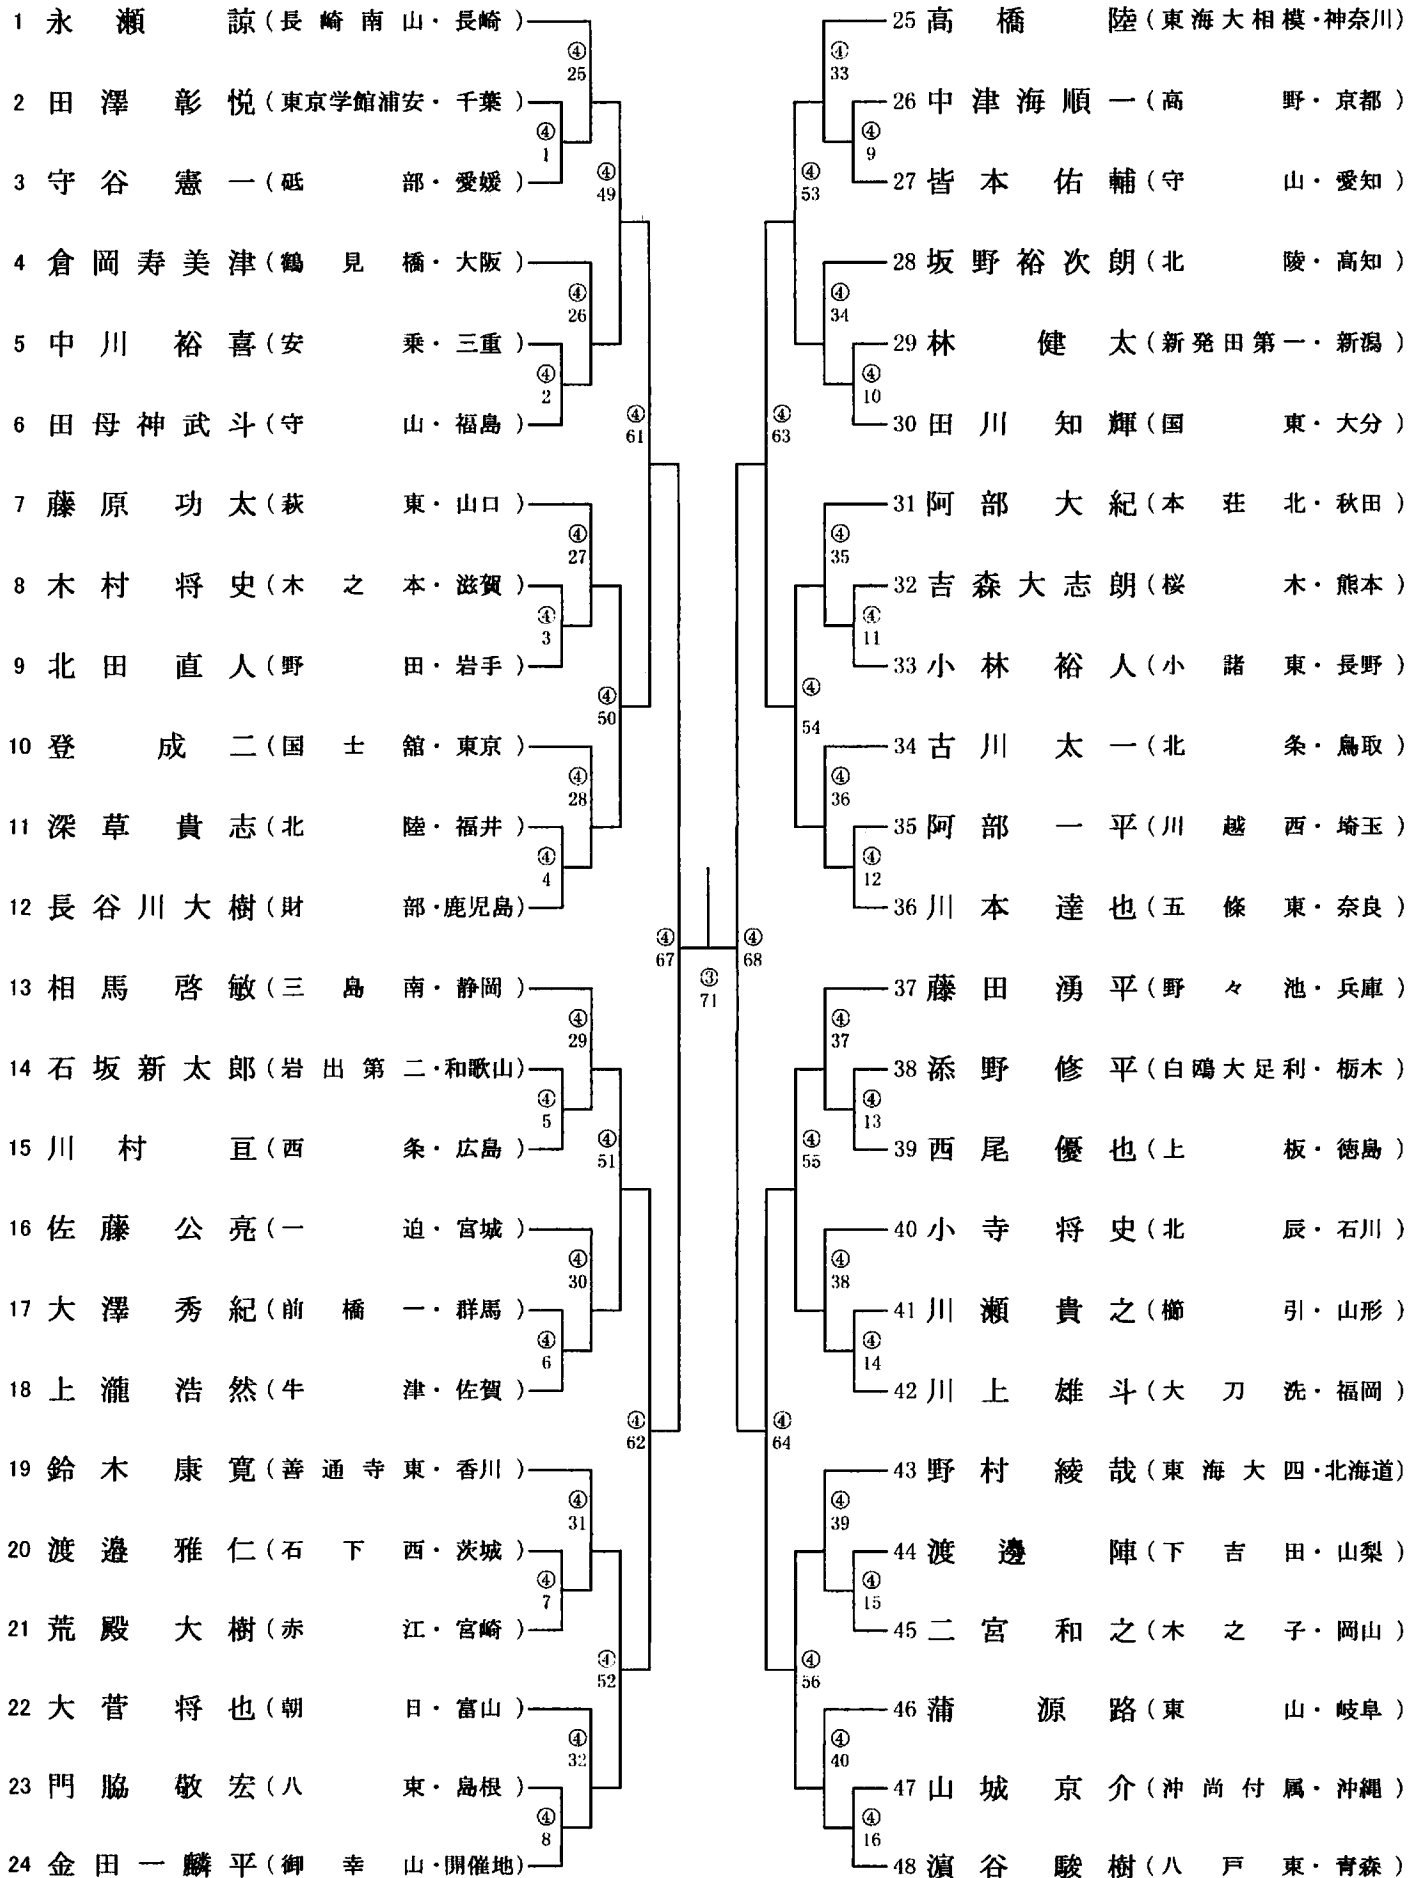 1 永瀬諒(長崎南山・長崎)
④
25
2 田澤彰悦(東京学館浦安・千葉)
④
1
3 守谷憲一(砥部・愛媛)
④
49
4 倉岡寿美津(鶴見橋・大阪)
④
26
5 中川裕喜(安乗・三重)
④
2
6 田母神武斗(守山・福島)
④
61
7 藤原功太(萩東・山口)
④
27
8 木村将史(木之本・滋賀)
④
3
9 北田直人(野田・岩手)
④
50
10 登成二(国士舘・東京)
④
28
11 深草貴志(北陸・福井)
④
4
12 長谷川大樹(財部・鹿児島)
④
67
13 相馬啓敏(三島南・静岡)
④
29
14 石坂新太郎(岩出第二・和歌山)
④
5
15 川村亘(西条・広島)
④
51
16 佐藤公亮(一迫・宮城)
④
30
17 大澤秀紀(前橋一・群馬)
④
6
18 上瀧浩然(牛津・佐賀)
④
62
19 鈴木康寛(善通寺東・香川)
④
31
20 渡邉雅仁(石下西・茨城)
④
7
21 荒殿大樹(赤江・宮崎)
④
52
22 大菅将也(朝日・富山)
④
32
23 門脇敬宏(八東・島根)
④
8
24 金田一麟平(御幸山・開催地)
③
71
25 高橋陸(東海大相模・神奈川)
④
33
26 中津海順一(高野・京都)
④
9
27 皆本佑輔(守山・愛知)
④
53
28 坂野裕次朗(北陵・高知)
④
34
29 林健太(新発田第一・新潟)
④
10
30 田川知輝(国東・大分)
④
63
31 阿部大紀(本荘北・秋田)
④
35
32 吉森大志朗(桜木・熊本)
④
11
33 小林裕人(小諸東・長野)
④
54
34 古川太一(北条・鳥取)
④
36
35 阿部一平(川越西・埼玉)
④
12
36 川本達也(五條東・奈良)
④
68
37 藤田湧平(野々池・兵庫)
④
37
38 添野修平(白鴎大足利・栃木)
④
13
39 西尾優也(上板・徳島)
④
55
40 小寺将史(北辰・石川)
④
38
41 川瀬貴之(櫛引・山形)
④
14
42 川上雄斗(大刀洗・福岡)
④
64
43 野村綾哉(東海大四・北海道)
④
39
44 渡邊陣(下吉田・山梨)
④
15
45 二宮和之(木之子・岡山)
④
56
46 蒲源路(東山・岐阜)
④
40
47 山城京介(沖尚付属・沖縄)
④
16
48 濵谷駿樹(八戸東・青森)